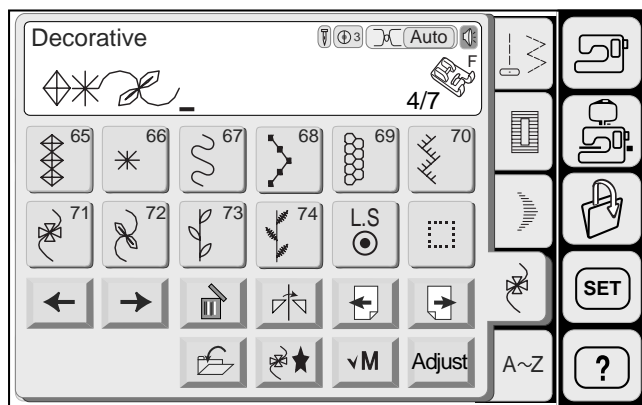 Decorative 3 Auto
F
4/7
65 66 67 68 69 70
71 72 73 74 L.S
SET
√M Adjust A~Z ?